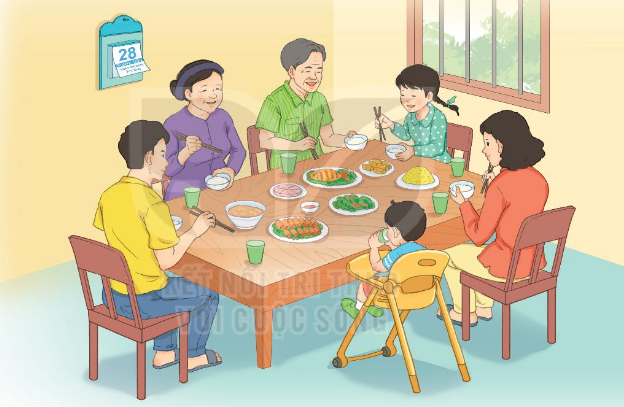 28
KẾT NỐI TRI THỨC
VỚI CUỘC SỐNG